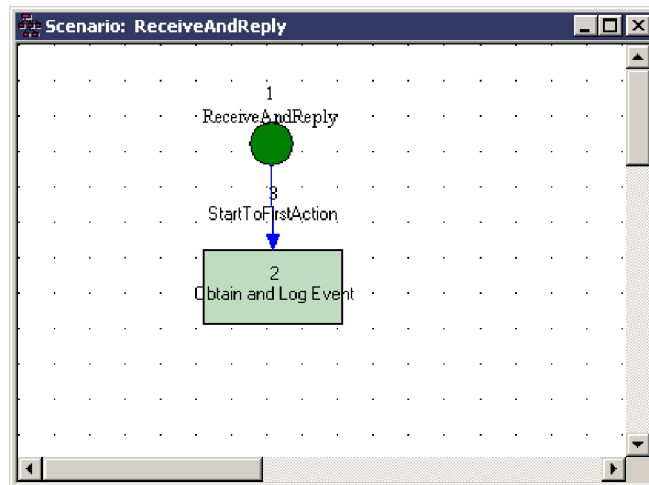 Scenario: ReceiveAndReply
1
ReceiveAndReply
3
StartToFirstAction
2
Obtain and Log Event